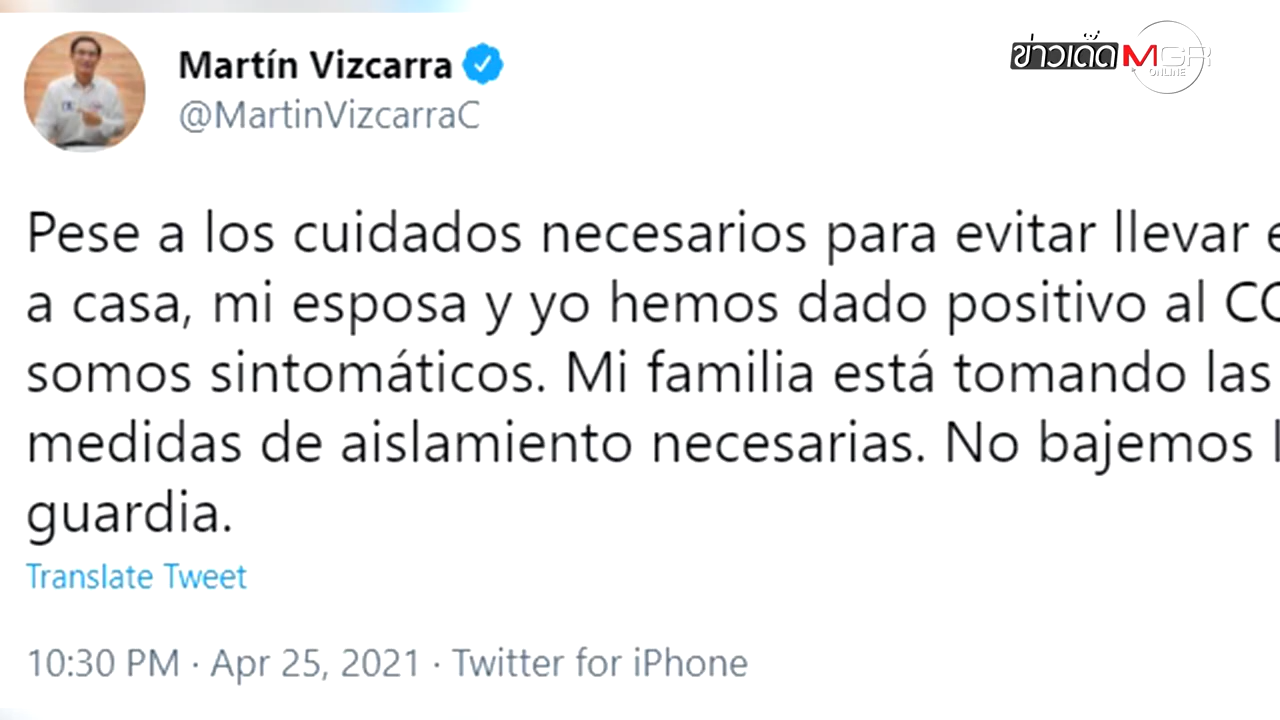 Martín Vizcarra
@MartinVizcarraC
ข่าวเด็ด MGR
ONLINE
Pese a los cuidados necesarios para evitar llevar
a casa, mi esposa y yo hemos dado positivo al
somos sintomáticos. Mi familia está tomando las
medidas de aislamiento necesarias. No bajemos
guardia.
Translate Tweet
10:30 PM · Apr 25, 2021 · Twitter for iPhone